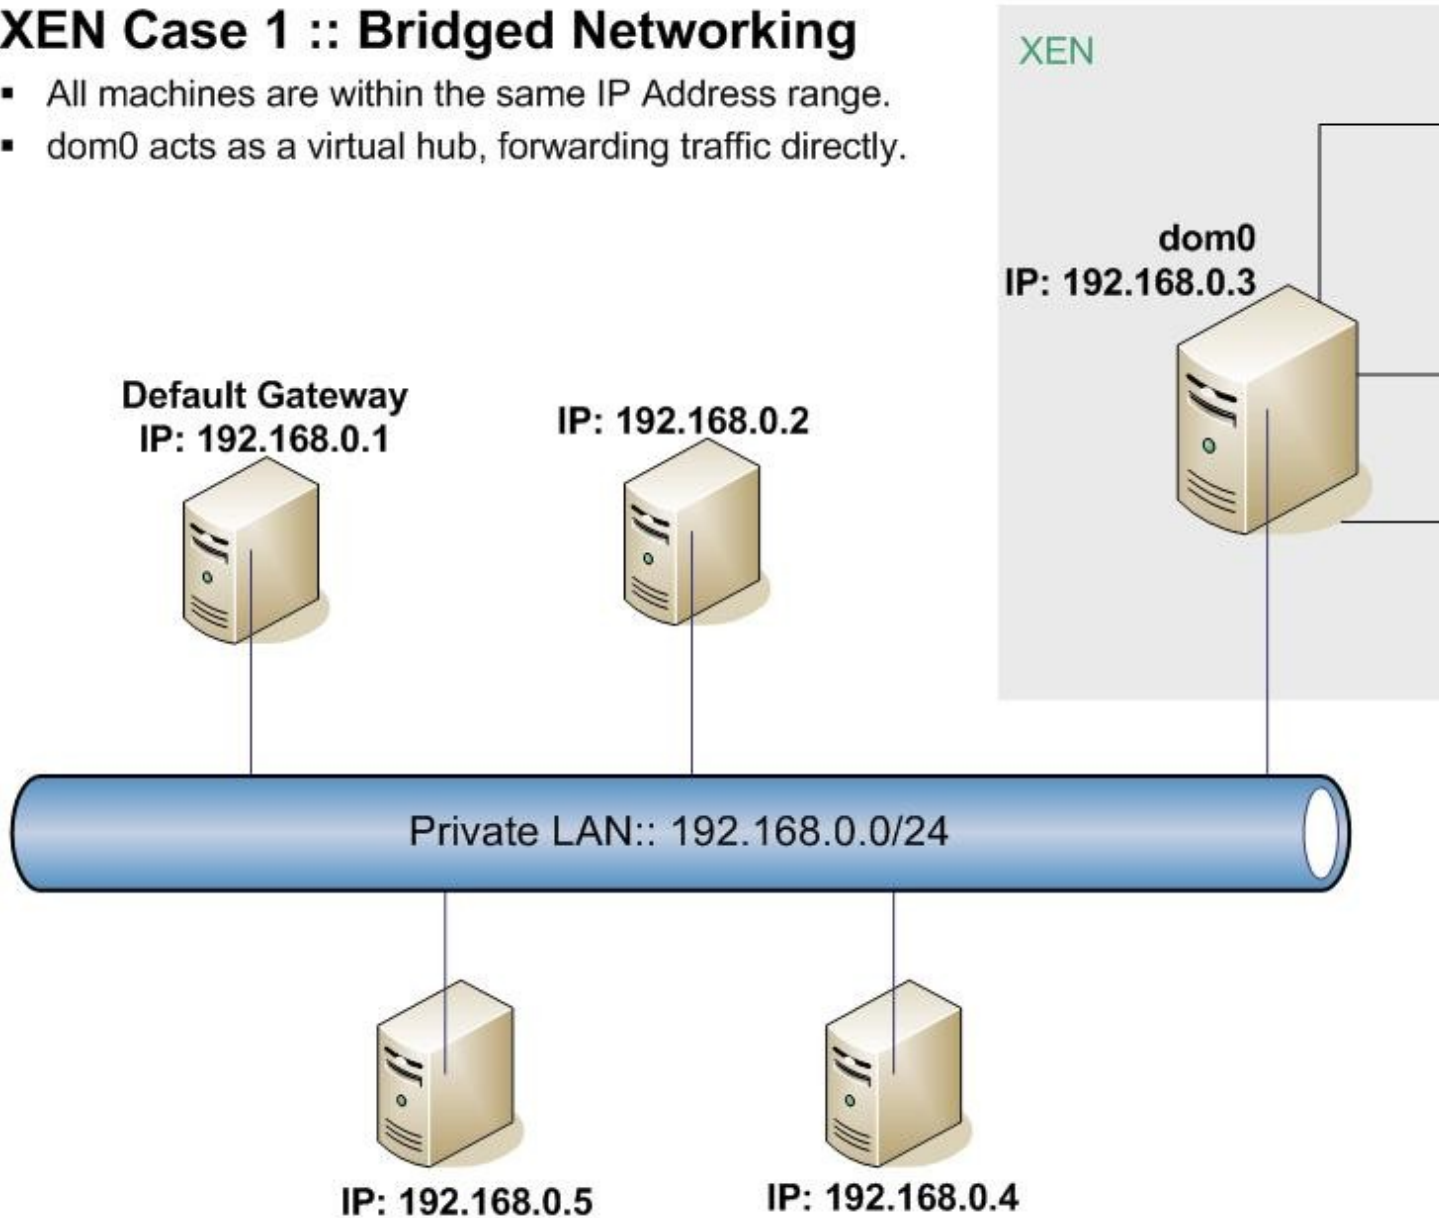 XEN Case 1 :: Bridged Networking
▪ All machines are within the same IP Address range.
▪ dom0 acts as a virtual hub, forwarding traffic directly.
XEN
dom0
IP: 192.168.0.3
Default Gateway
IP: 192.168.0.1
IP: 192.168.0.2
Private LAN:: 192.168.0.0/24
IP: 192.168.0.5
IP: 192.168.0.4